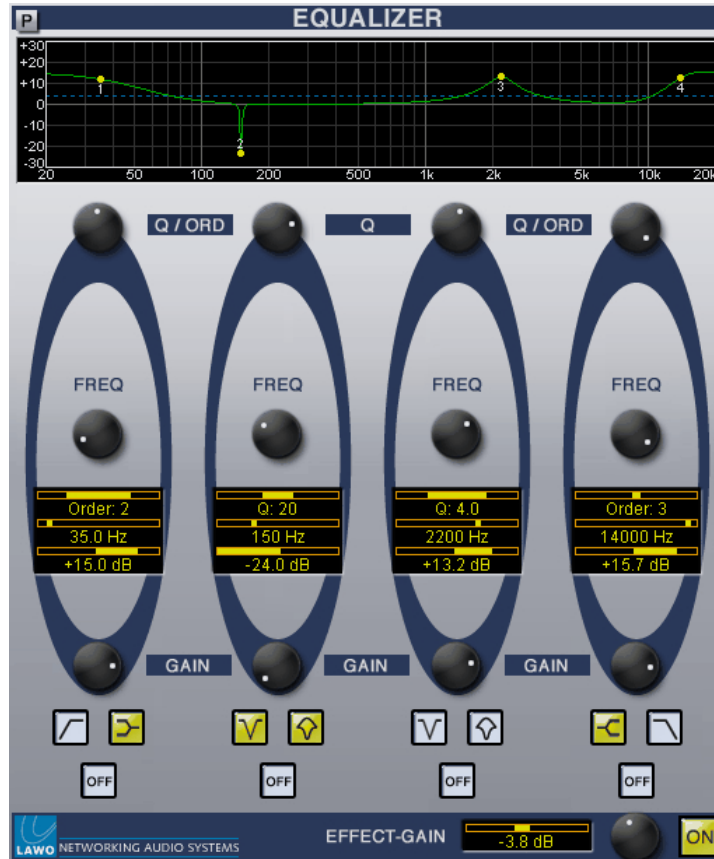 P EQUALIZER
+30
+20
+10
0
-10
-20
-30
1 2 3 4
20 50 100 200 500 1k 2k 5k 10k 20k
Q / ORD Q Q / ORD
FREQ FREQ FREQ FREQ
Order: 2 Q: 20 Q: 4.0 Order: 3
35.0 Hz 150 Hz 2200 Hz 14000 Hz
+15.0 dB -24.0 dB +13.2 dB +15.7 dB
GAIN GAIN GAIN
OFF OFF OFF OFF
LAWO NETWORKING AUDIO SYSTEMS EFFECT-GAIN -3.8 dB ON